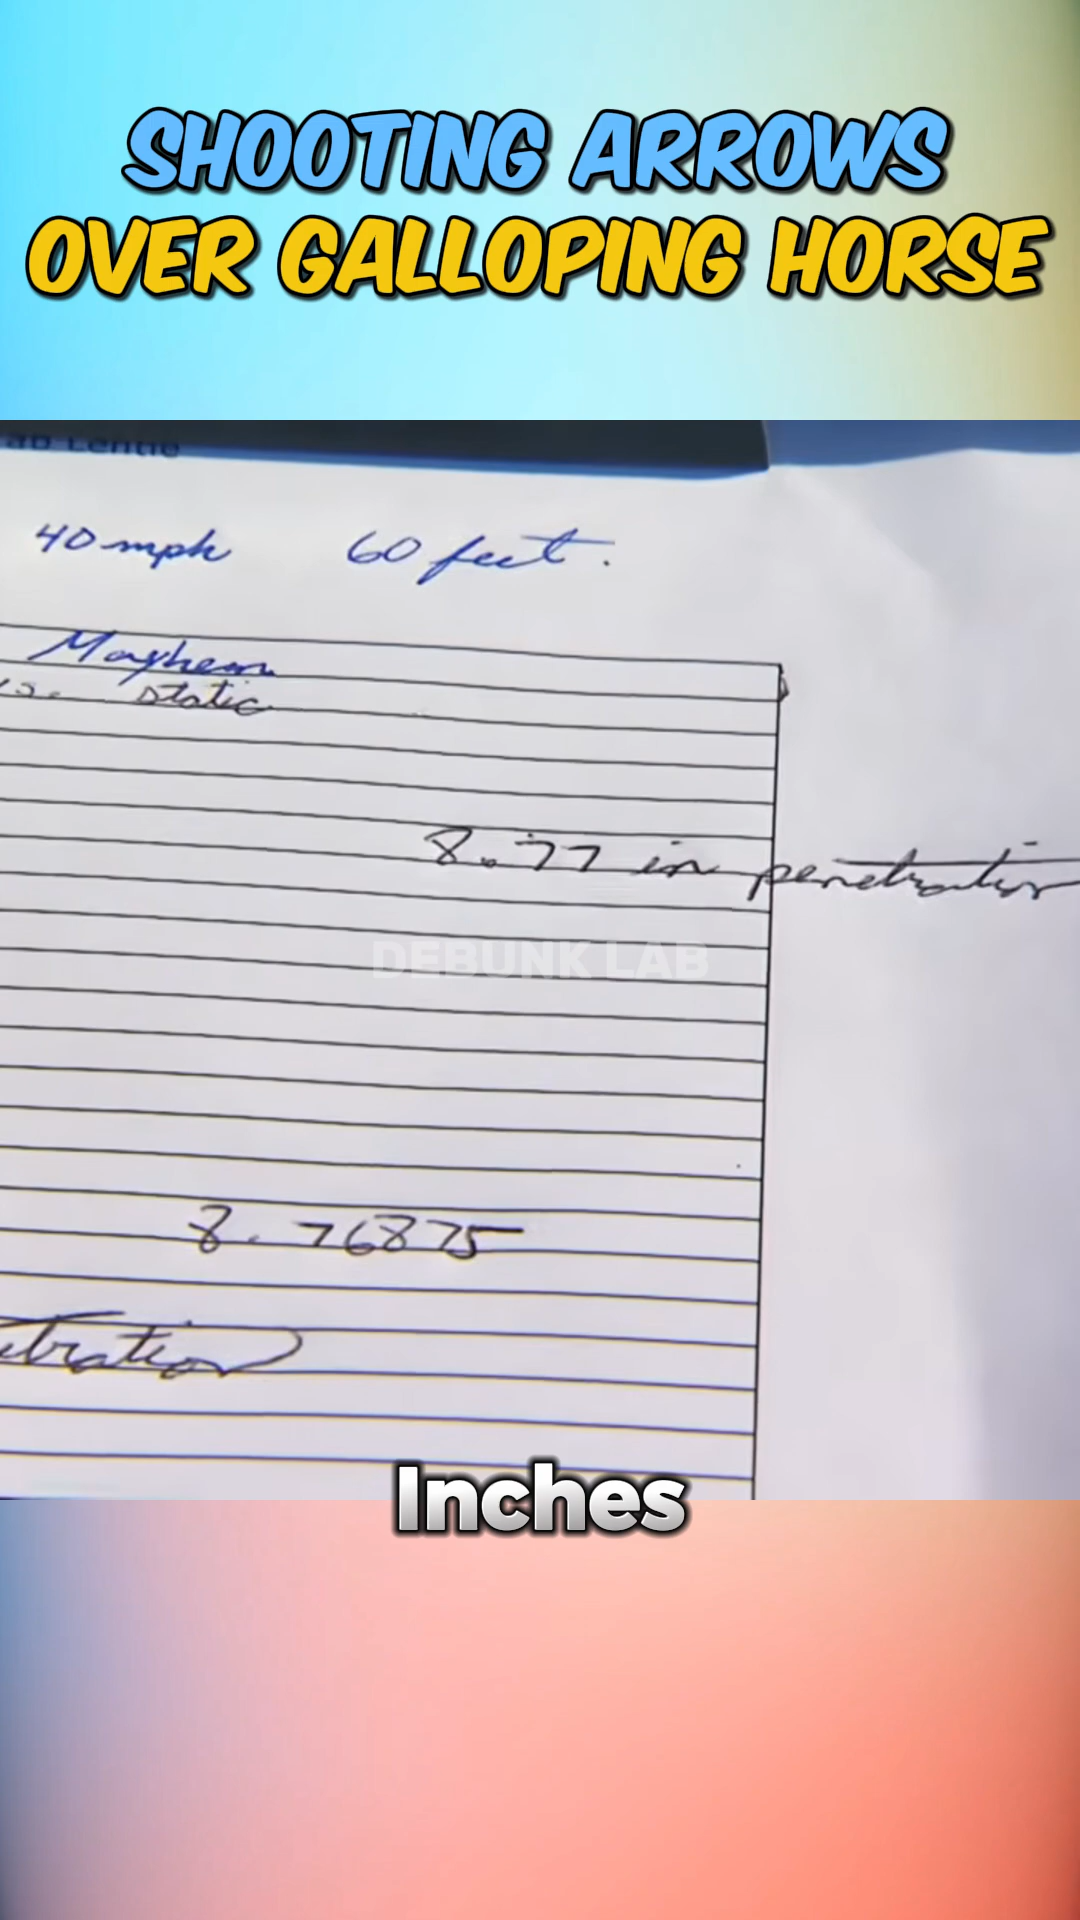 SHOOTING ARROWS
OVER GALLOPING HORSE
40 mph 60 feet.
Mayhem
vs. static
8.77 in penetration
DEBUNK LAB
8.76875
Inches